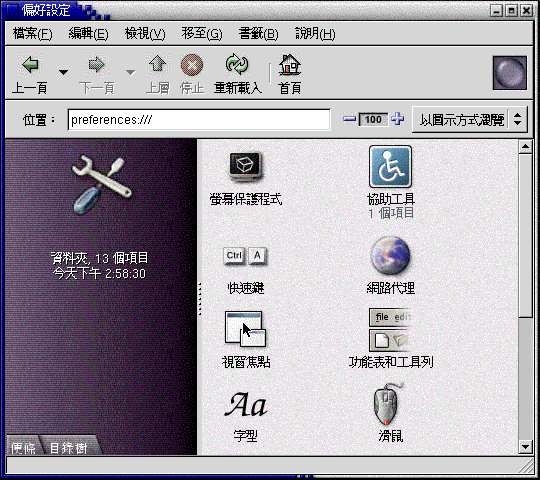 偏好設定
檔案(F) 編輯(E) 檢視(V) 移至(G) 書籤(B) 說明(H)
上一頁 下一頁 上層 停止 重新載入 首頁
位置： preferences:/// 100 以圖示方式瀏覽
螢幕保護程式 協助工具
1 個項目
資料夾, 13 個項目
今天下午 2:58:30
Ctrl A
快速鍵 網路代理
file edit
視窗焦點 功能表和工具列
Aa
字型 滑鼠
便條 目錄樹